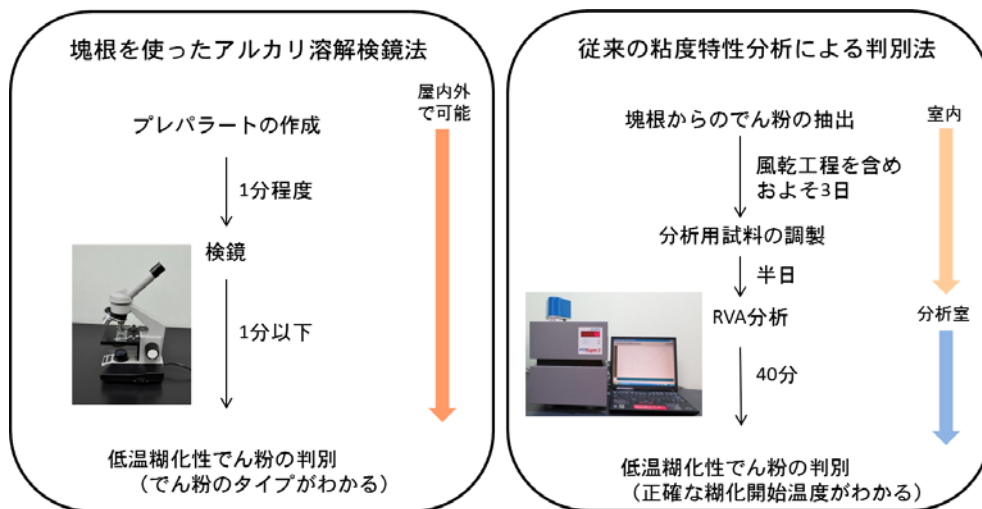 塊根を使ったアルカリ溶解検鏡法
屋内外
で可能
プレパラートの作成
1分程度
検鏡
1分以下
低温糊化性でん粉の判別
（でん粉のタイプがわかる）
従来の粘度特性分析による判別法
塊根からのでん粉の抽出
室内
風乾工程を含め
およそ3日
分析用試料の調製
半日
RVA分析
分析室
40分
低温糊化性でん粉の判別
（正確な糊化開始温度がわかる）